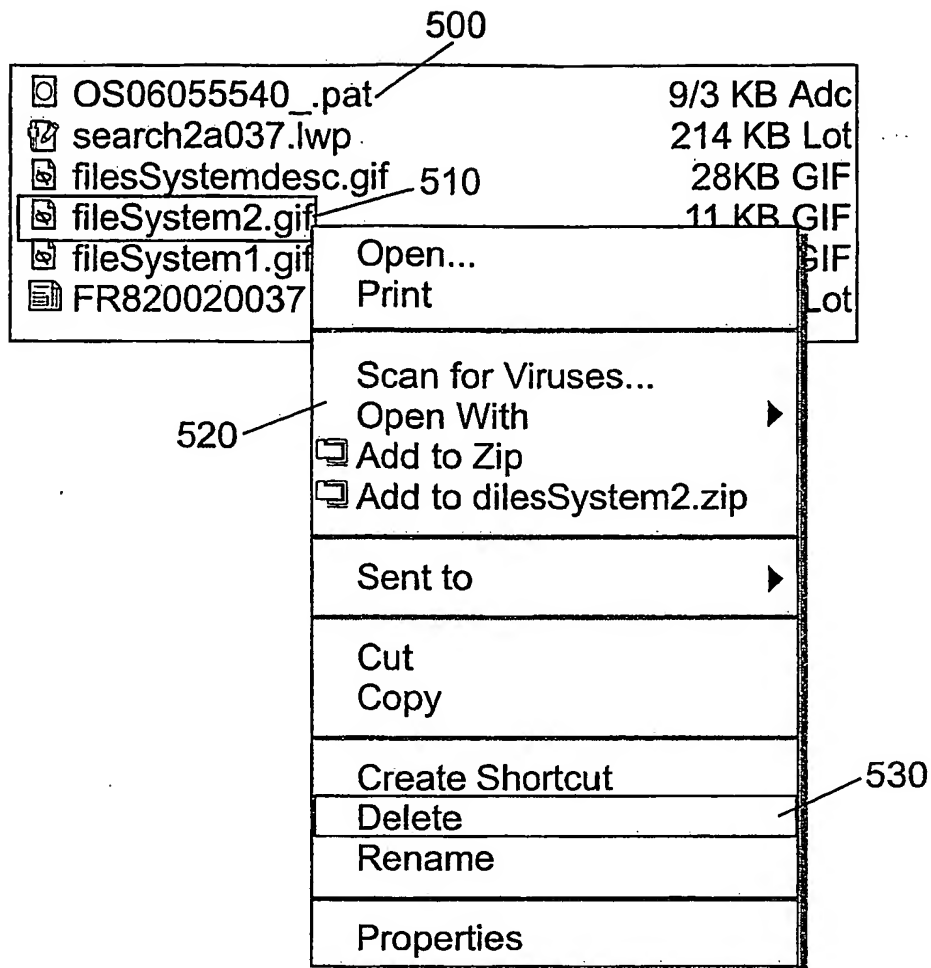 500
OS06055540_.pat 9/3 KB Adc
search2a037.lwp 214 KB Lot
filesSystemdesc.gif 28KB GIF
510
fileSystem2.gif 11 KB GIF
fileSystem1.gif GIF
FR820020037 Lot
Open...
Print
Scan for Viruses...
520
Open With
Add to Zip
Add to dilesSystem2.zip
Sent to
Cut
Copy
Create Shortcut
530
Delete
Rename
Properties